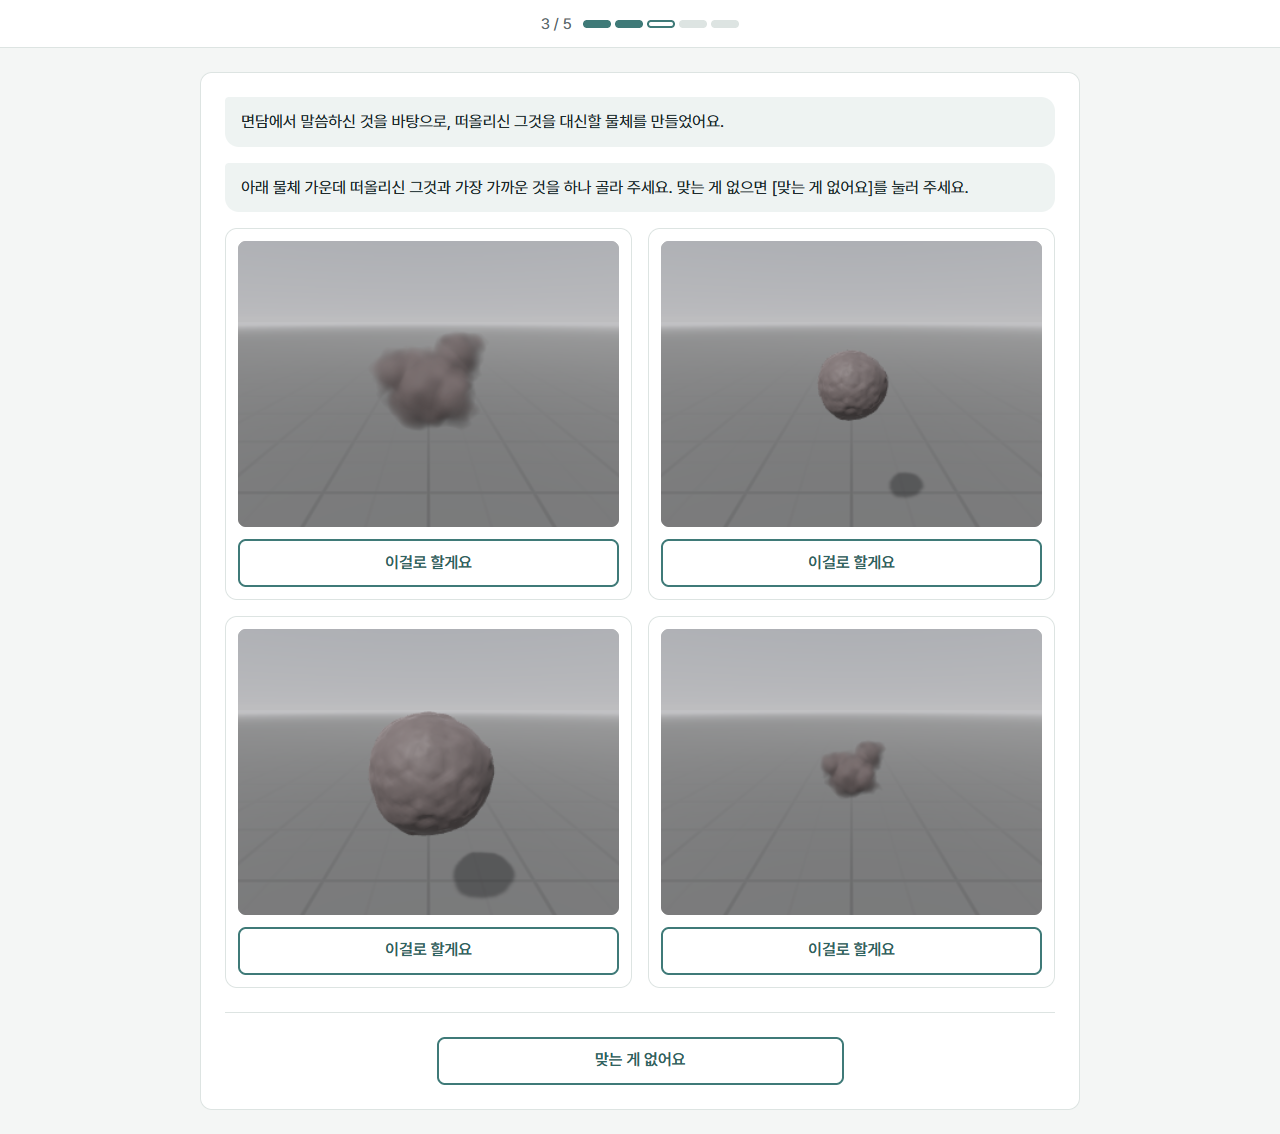 3 / 5
면담에서 말씀하신 것을 바탕으로, 떠올리신 그것을 대신할 물체를 만들었어요.
아래 물체 가운데 떠올리신 그것과 가장 가까운 것을 하나 골라 주세요. 맞는 게 없으면 [맞는 게 없어요]를 눌러 주세요.
이걸로 할게요
이걸로 할게요
이걸로 할게요
이걸로 할게요
맞는 게 없어요